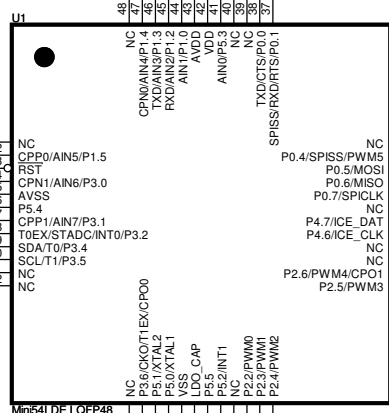 48
47
46
45
44
43
42
41
40
39
38
37
U1
NC
CPN0/AIN4/P1.4
TXD/AIN3/P1.3
RXD/AIN2/P1.2
AIN1/P1.0
AVDD
VDD
AIN0/P5.3
NC
NC
TXD/CTS/P0.0
SPISS/RXD/RTS/P0.1
NC
CPP0/AIN5/P1.5
RST
CPN1/AIN6/P3.0
AVSS
P5.4
CPP1/AIN7/P3.1
T0EX/STADC/INT0/P3.2
SDA/T0/P3.4
SCL/T1/P3.5
NC
NC
NC
P0.4/SPISS/PWM5
P0.5/MOSI
P0.6/MISO
P0.7/SPICLK
NC
P4.7/ICE_DAT
P4.6/ICE_CLK
NC
NC
P2.6/PWM4/CPO1
P2.5/PWM3
NC
P3.6/CKO/T1EX/CPO0
P5.1/XTAL2
P5.0/XTAL1
VSS
LDO_CAP
P5.5
P5.2/INT1
NC
P2.2/PWM0
P2.3/PWM1
P2.4/PWM2
Mini54LDE LQFP48